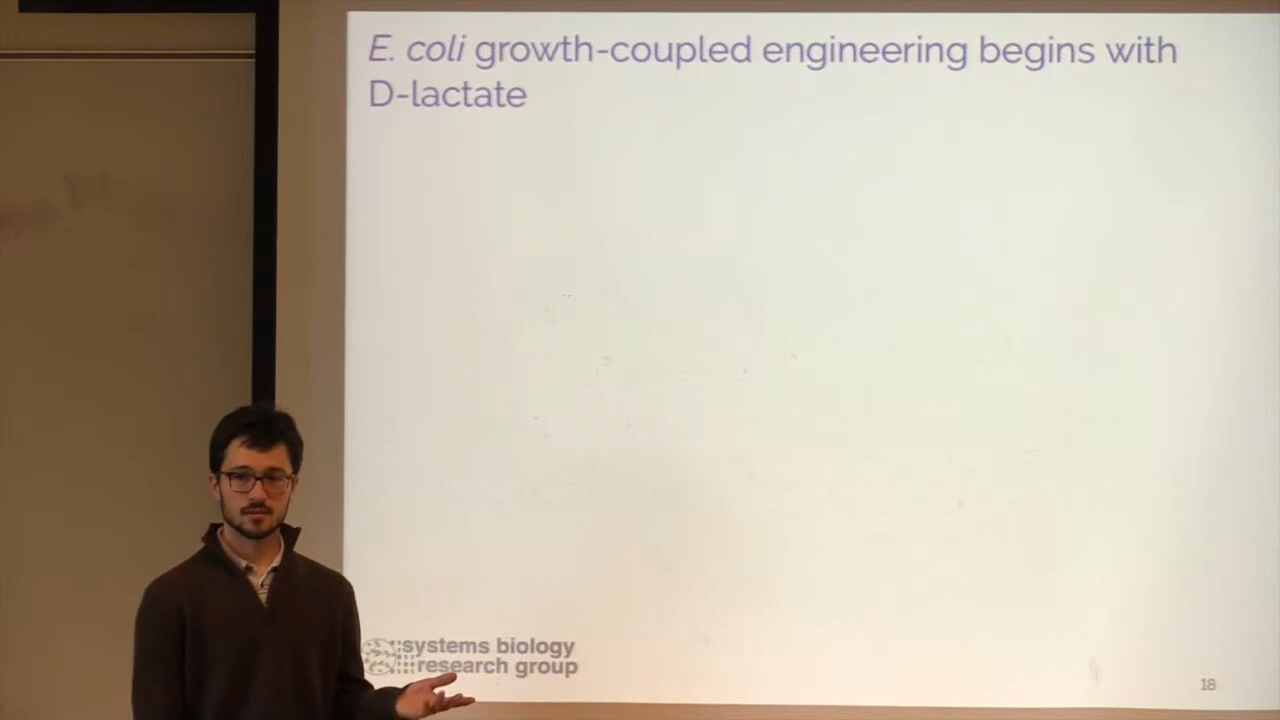 E. coli growth-coupled engineering begins with
D-lactate
systems biology
research group
18